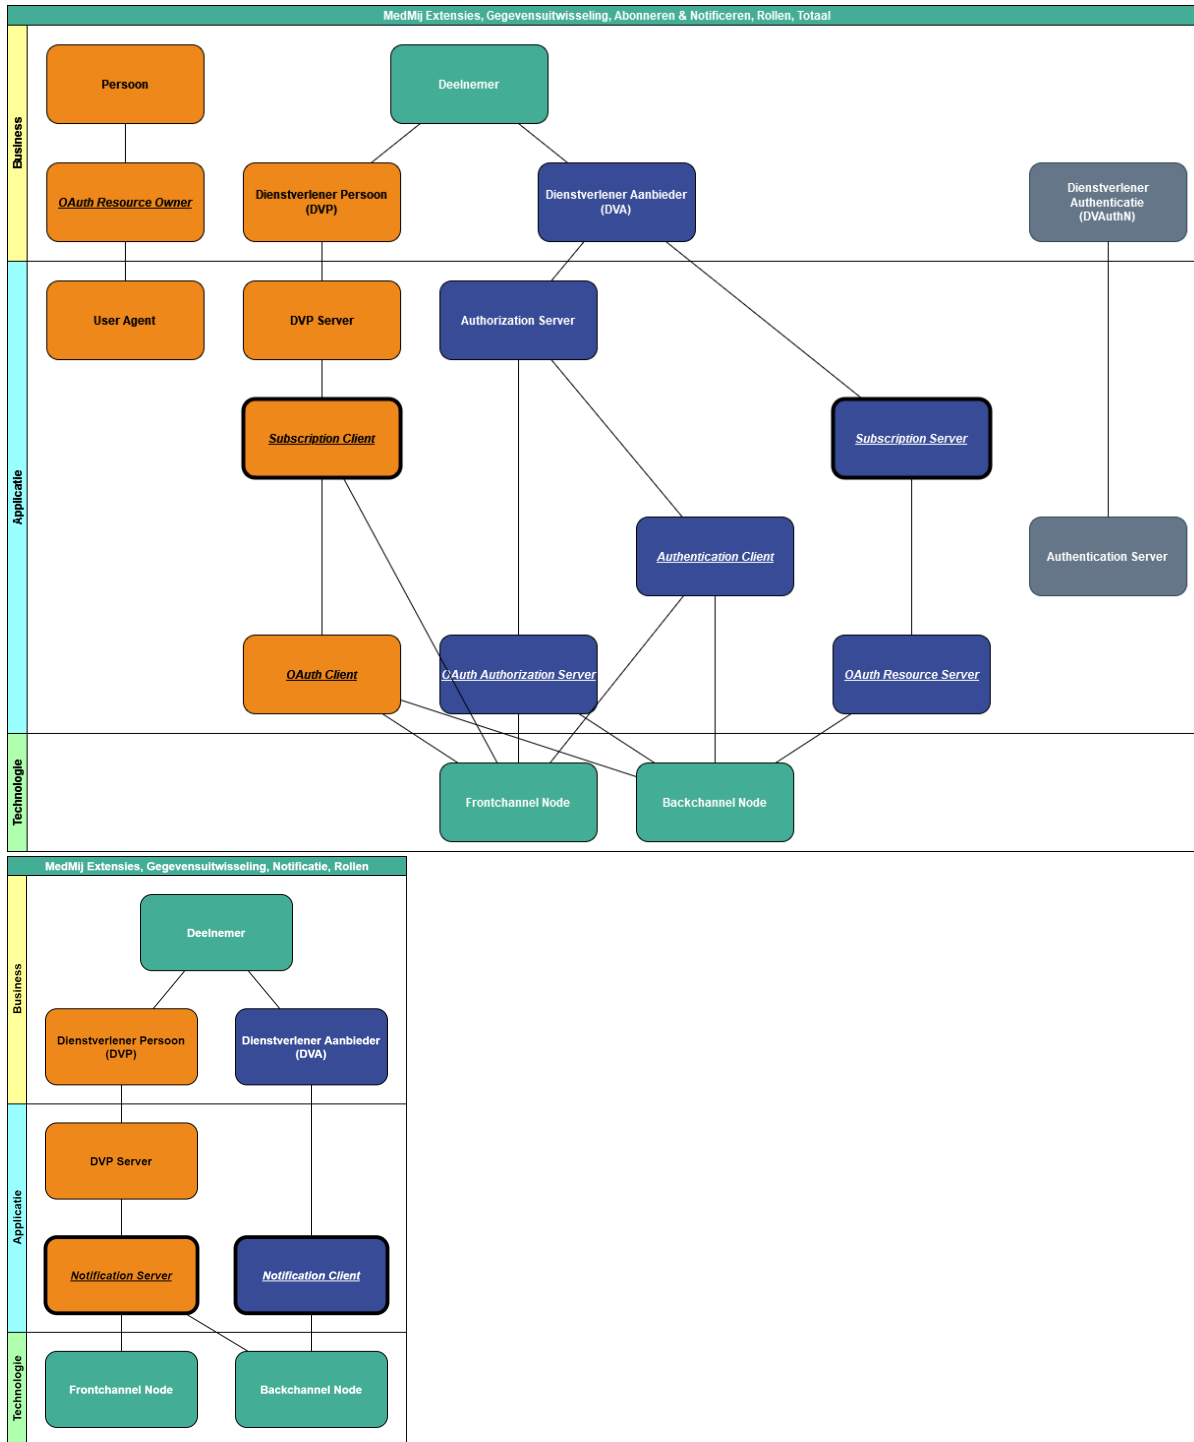 MedMij Extensies, Gegevensuitwisseling, Abonneren & Notificeren, Rollen, Totaal
Business
Persoon
Deelnemer
OAuth Resource Owner
Dienstverlener Persoon
(DVP)
Dienstverlener Aanbieder
(DVA)
Dienstverlener
Authenticatie
(DVAuthN)
Applicatie
User Agent
DVP Server
Authorization Server
Subscription Client
Subscription Server
Authentication Client
Authentication Server
OAuth Client
OAuth Authorization Server
OAuth Resource Server
Technologie
Frontchannel Node
Backchannel Node
MedMij Extensies, Gegevensuitwisseling, Notificatie, Rollen
Business
Deelnemer
Dienstverlener Persoon
(DVP)
Dienstverlener Aanbieder
(DVA)
Applicatie
DVP Server
Notification Server
Notification Client
Technologie
Frontchannel Node
Backchannel Node